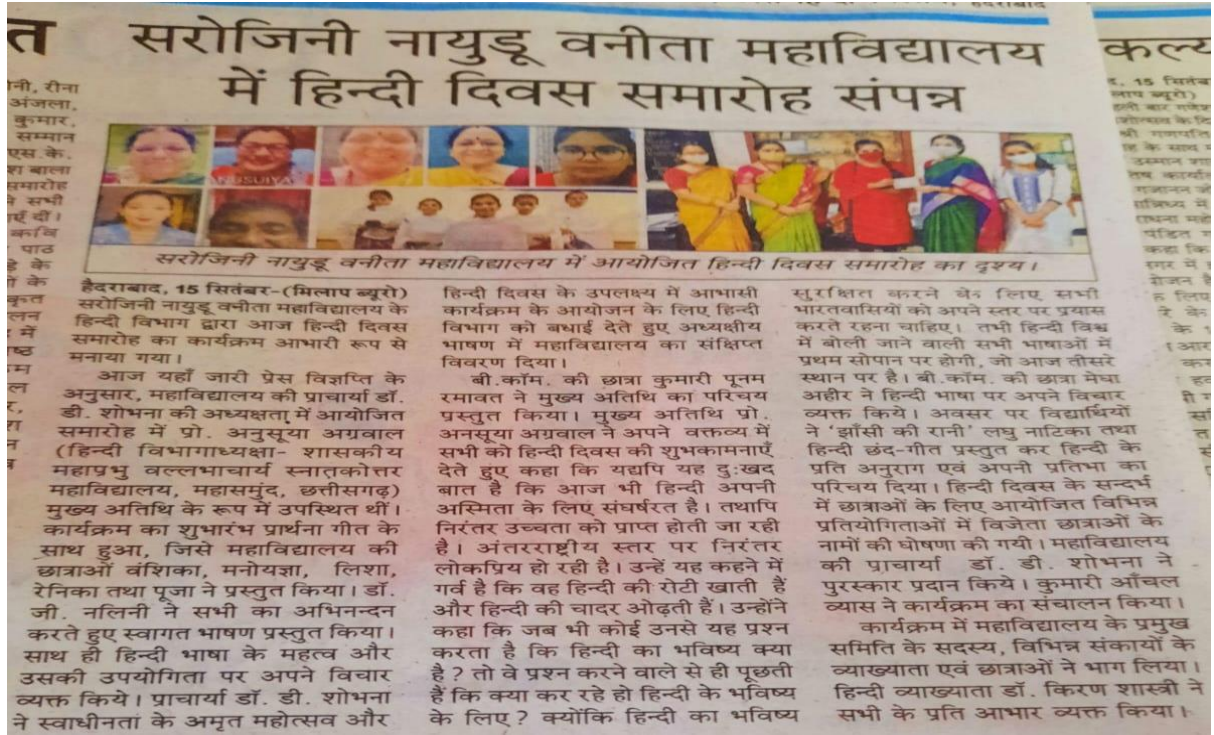 सरोजिनी नायुडू वनीता महाविद्यालय
में हिन्दी दिवस समारोह संपन्न
सरोजिनी नायुडू वनीता महाविद्यालय में आयोजित हिन्दी दिवस समारोह का दृश्य।
हैदराबाद, 15 सितंबर-(मिलाप ब्यूरो)
सरोजिनी नायुडू वनीता महाविद्यालय के
हिन्दी विभाग द्वारा आज हिन्दी दिवस
समारोह का कार्यक्रम आभारी रूप से
मनाया गया।
आज यहाँ जारी प्रेस विज्ञप्ति के
अनुसार, महाविद्यालय की प्राचार्या डॉ.
डी. शोभना की अध्यक्षता में आयोजित
समारोह में प्रो. अनुसूया अग्रवाल
(हिन्दी विभागाध्यक्षा- शासकीय
महाप्रभु वल्लभाचार्य स्नातकोत्तर
महाविद्यालय, महासमुंद, छत्तीसगढ़)
मुख्य अतिथि के रूप में उपस्थित थीं।
कार्यक्रम का शुभारंभ प्रार्थना गीत के
साथ हुआ, जिसे महाविद्यालय की
छात्राओं वंशिका, मनोयज्ञा, लिशा,
रेनिका तथा पूजा ने प्रस्तुत किया। डॉ.
जी. नलिनी ने सभी का अभिनन्दन
करते हुए स्वागत भाषण प्रस्तुत किया।
साथ ही हिन्दी भाषा के महत्व और
उसकी उपयोगिता पर अपने विचार
व्यक्त किये। प्राचार्या डॉ. डी. शोभना
ने स्वाधीनता के अमृत महोत्सव और
हिन्दी दिवस के उपलक्ष्य में आभासी
कार्यक्रम के आयोजन के लिए हिन्दी
विभाग को बधाई देते हुए अध्यक्षीय
भाषण में महाविद्यालय का संक्षिप्त
विवरण दिया।
बी.कॉम. की छात्रा कुमारी पूनम
रमावत ने मुख्य अतिथि का परिचय
प्रस्तुत किया। मुख्य अतिथि प्रो.
अनसूया अग्रवाल ने अपने वक्तव्य में
सभी को हिन्दी दिवस की शुभकामनाएँ
देते हुए कहा कि यद्यपि यह दुःखद
बात है कि आज भी हिन्दी अपनी
अस्मिता के लिए संघर्षरत है। तथापि
निरंतर उच्चता को प्राप्त होती जा रही
है। अंतरराष्ट्रीय स्तर पर निरंतर
लोकप्रिय हो रही है। उन्हें यह कहने में
गर्व है कि वह हिन्दी की रोटी खाती हैं
और हिन्दी की चादर ओढ़ती हैं। उन्होंने
कहा कि जब भी कोई उनसे यह प्रश्न
करता है कि हिन्दी का भविष्य क्या
है? तो वे प्रश्न करने वाले से ही पूछती
हैं कि क्या कर रहे हो हिन्दी के भविष्य
के लिए? क्योंकि हिन्दी का भविष्य
सुरक्षित करने के लिए सभी
भारतवासियों को अपने स्तर पर प्रयास
करते रहना चाहिए। तभी हिन्दी विश्व
में बोली जाने वाली सभी भाषाओं में
प्रथम सोपान पर होगी, जो आज तीसरे
स्थान पर है। बी.कॉम. की छात्रा मेधा
अहीर ने हिन्दी भाषा पर अपने विचार
व्यक्त किये। अवसर पर विद्यार्थियों
ने 'झाँसी की रानी' लघु नाटिका तथा
हिन्दी छंद-गीत प्रस्तुत कर हिन्दी के
प्रति अनुराग एवं अपनी प्रतिभा का
परिचय दिया। हिन्दी दिवस के सन्दर्भ
में छात्राओं के लिए आयोजित विभिन्न
प्रतियोगिताओं में विजेता छात्राओं के
नामों की घोषणा की गयी। महाविद्यालय
की प्राचार्या डॉ. डी. शोभना ने
पुरस्कार प्रदान किये। कुमारी आँचल
व्यास ने कार्यक्रम का संचालन किया।
कार्यक्रम में महाविद्यालय के प्रमुख
समिति के सदस्य, विभिन्न संकायों के
व्याख्याता एवं छात्राओं ने भाग लिया।
हिन्दी व्याख्याता डॉ. किरण शास्त्री ने
सभी के प्रति आभार व्यक्त किया।